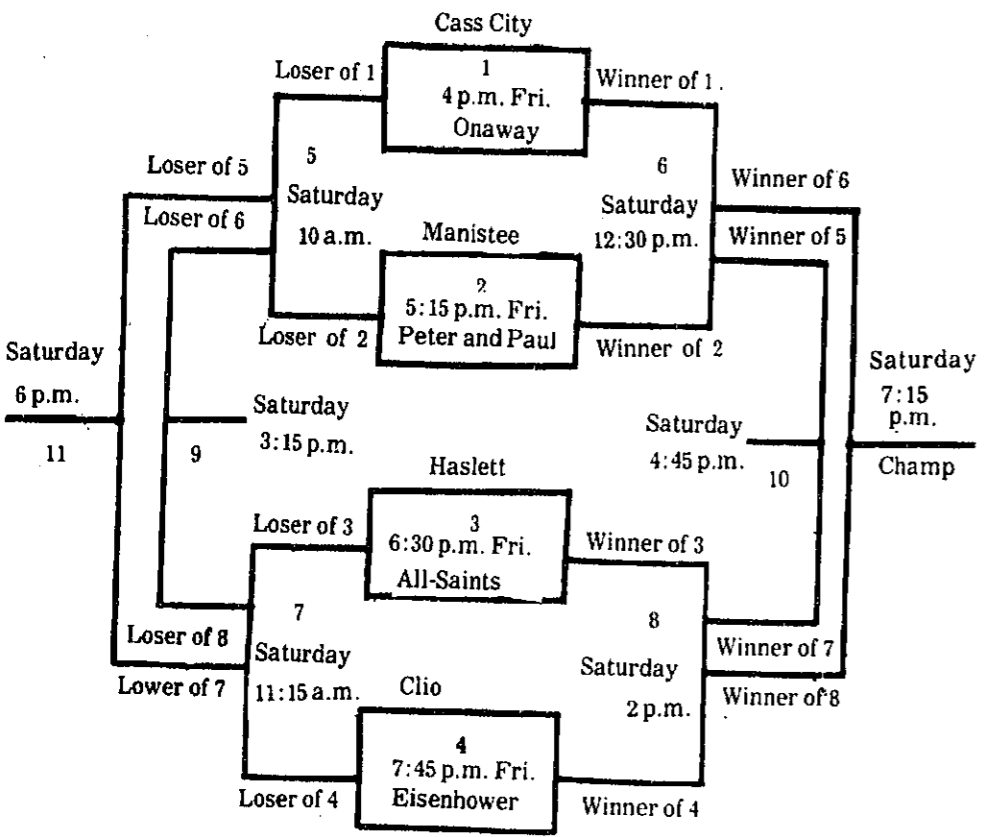 Cass City
Loser of 1
1
4 p.m. Fri.
Onaway
Winner of 1
Loser of 5
5
6
Winner of 6
Saturday
Saturday
Loser of 6
10 a.m.
Manistee
12:30 p.m.
Winner of 5
2
5:15 p.m. Fri.
Peter and Paul
Loser of 2
Winner of 2
Saturday
6 p.m.
11
Saturday
3:15 p.m.
9
Saturday
4:45 p.m.
10
Saturday
7:15
p.m.
Champ
Haslett
Loser of 3
3
6:30 p.m. Fri.
All-Saints
Winner of 3
7
8
Loser of 8
Saturday
Saturday
Winner of 7
Lower of 7
11:15 a.m.
Clio
2 p.m.
Winner of 8
4
7:45 p.m. Fri.
Eisenhower
Loser of 4
Winner of 4